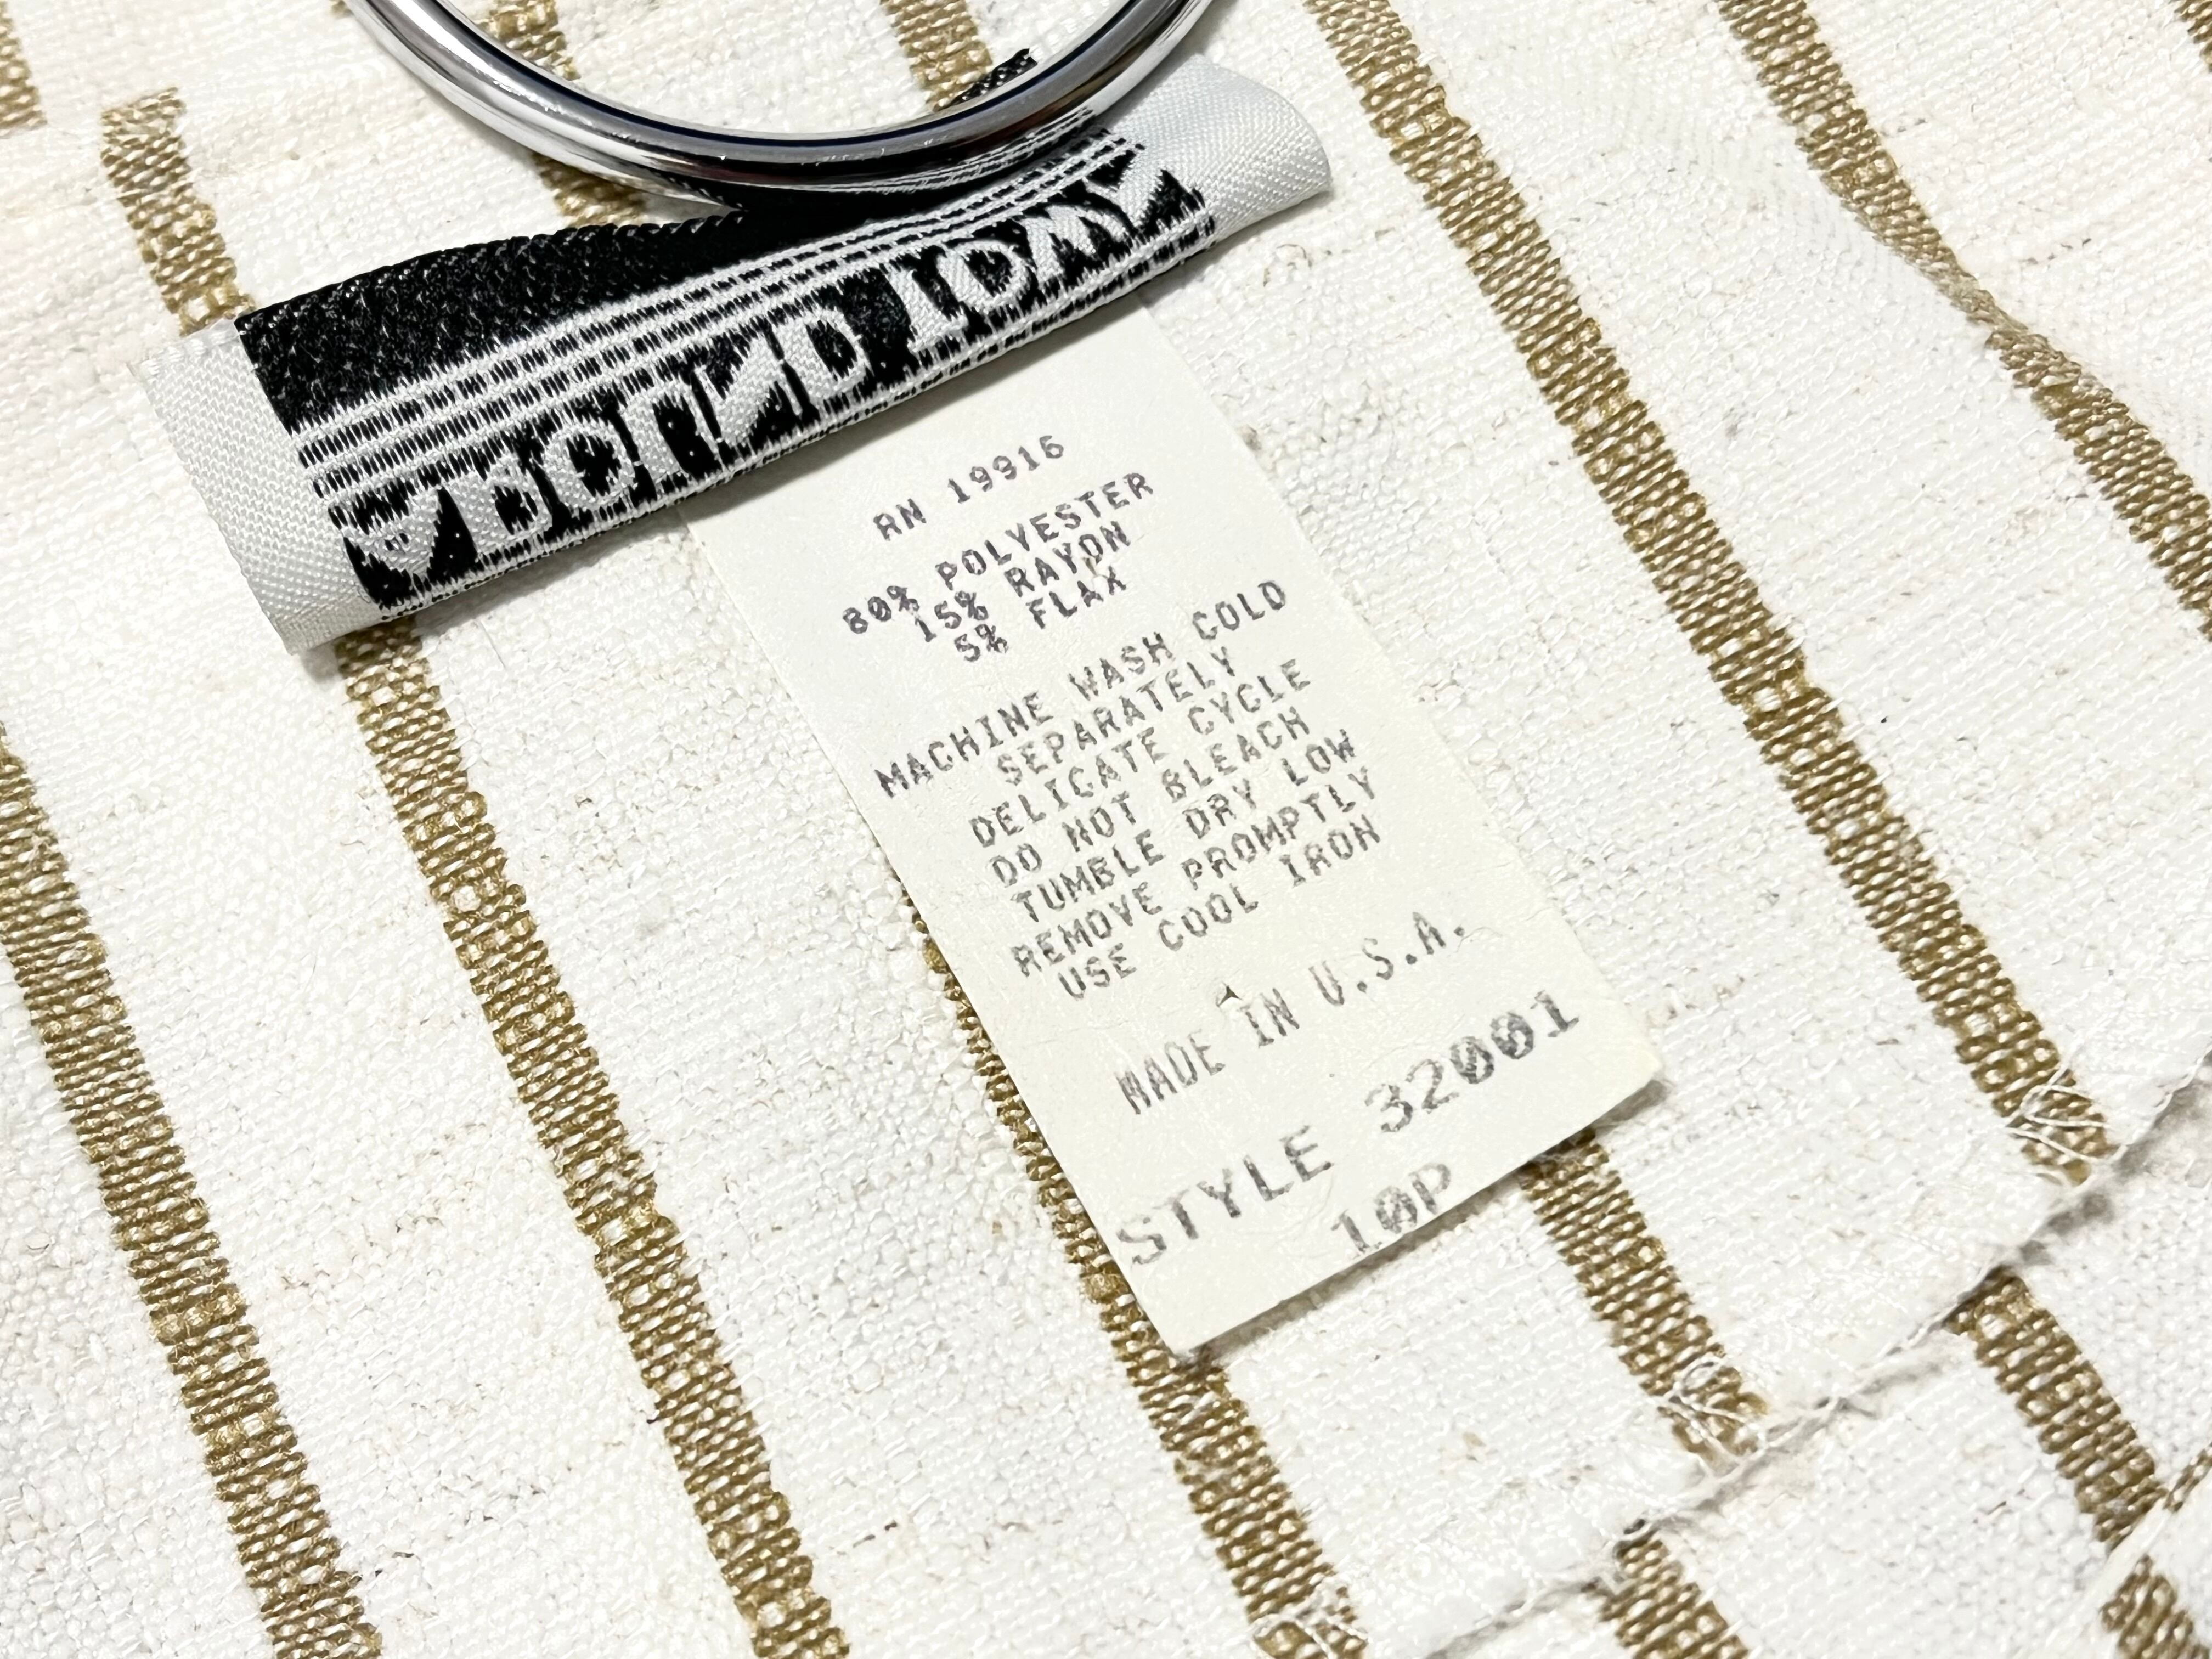 RN 19916
80% POLYESTER
15% RAYON
5% FLAX
MACHINE WASH COLD
SEPARATELY
DELICATE CYCLE
DO NOT BLEACH
TUMBLE DRY LOW
REMOVE PROMPTLY
USE COOL IRON
MADE IN U.S.A.
STYLE 32001
10P